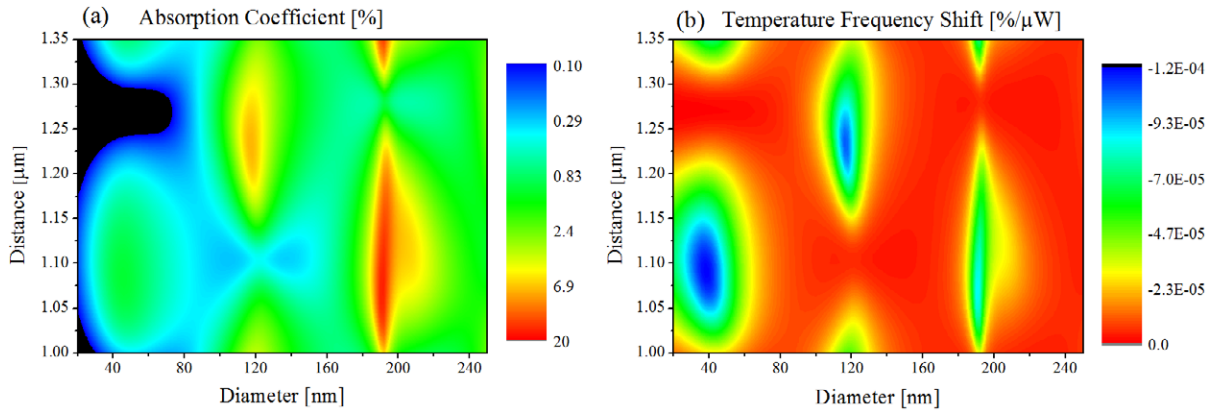 (a) Absorption Coefficient [%]
1.35
1.30
1.25
1.20
1.15
1.10
1.05
1.00
Distance [µm]
40 80 120 160 200 240
Diameter [nm]
0.10
0.29
0.83
2.4
6.9
20
(b) Temperature Frequency Shift [%/µW]
1.35
1.30
1.25
1.20
1.15
1.10
1.05
1.00
Distance [µm]
40 80 120 160 200 240
Diameter [nm]
-1.2E-04
-9.3E-05
-7.0E-05
-4.7E-05
-2.3E-05
0.0